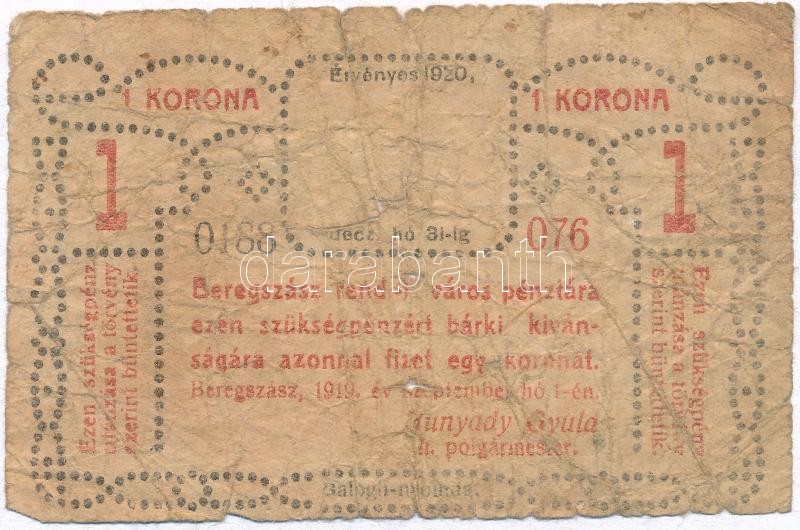 Érvényes 1920,
1 KORONA
1 KORONA
1
1
0188
decz. hó 31-ig
076
darabanth
Beregszász rend. t. város pénztára
ezen szükségpénzért bárki kiván-
ságára azonnal fizet egy koronát.
Beregszász, 1919. év szeptember hó 1-én.
Hunyady Gyula
h. polgármester.
Ezen szükségpénz
utánzása a törvény
szerint büntettetik.
Ezen szükségpénz
utánzása a törvény
szerint büntettetik.
Balogh-nyomda.